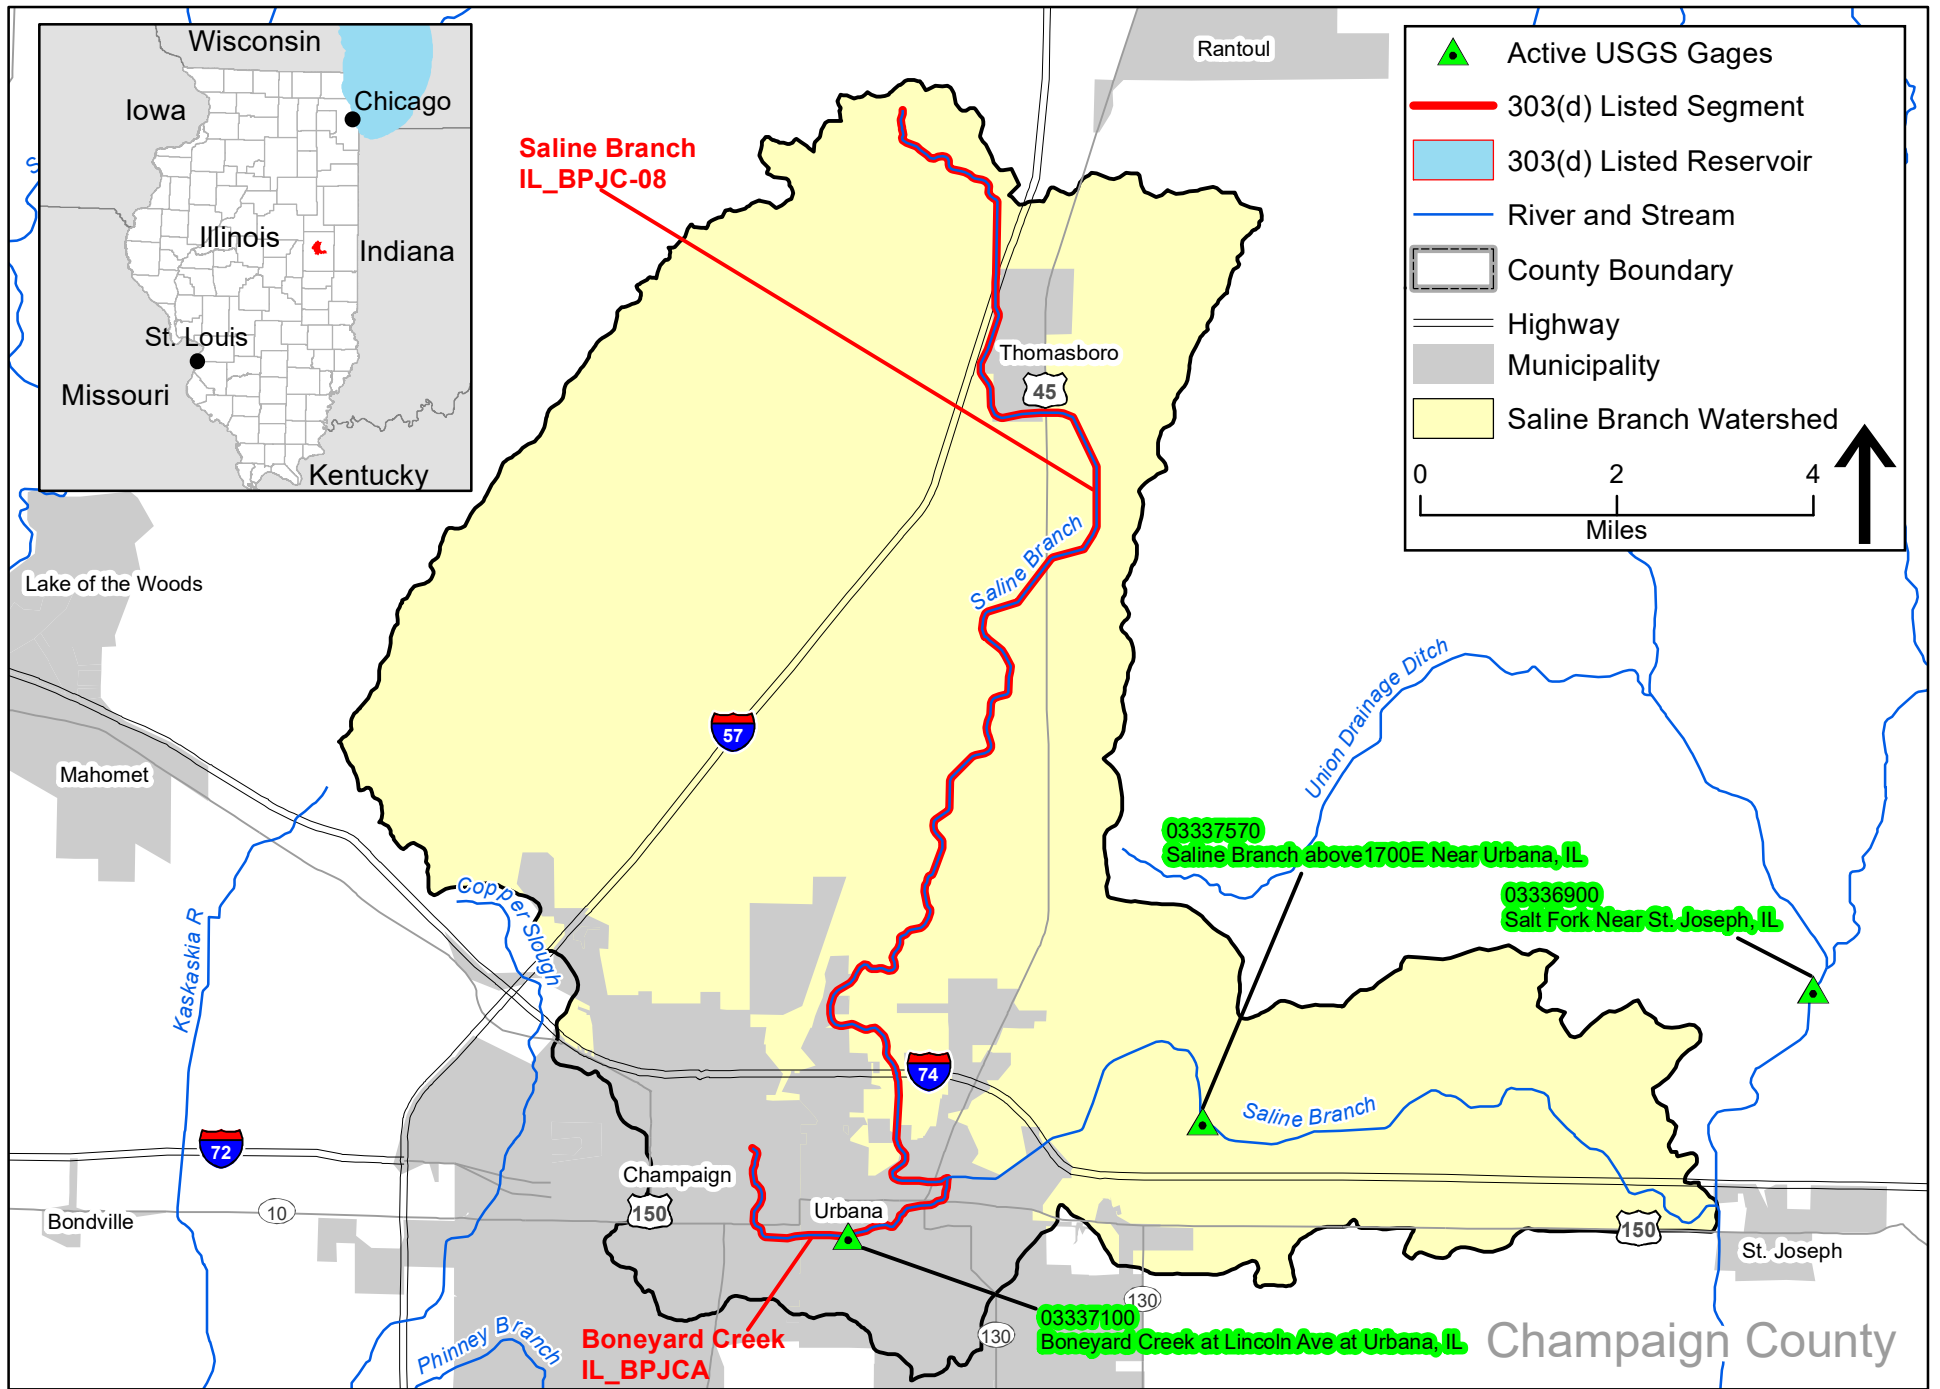 Wisconsin
Iowa
Chicago
Illinois
Indiana
St. Louis
Missouri
Kentucky
Rantoul
Active USGS Gages
303(d) Listed Segment
303(d) Listed Reservoir
River and Stream
County Boundary
Highway
Municipality
Saline Branch Watershed
0 2 4
Miles
Saline Branch
IL_BPJC-08
Thomasboro
45
Saline Branch
Lake of the Woods
Mahomet
57
Union Drainage Ditch
03337570
Saline Branch above1700E Near Urbana, IL
03336900
Salt Fork Near St. Joseph, IL
Copper Slough
Kaskaskia R
74
Saline Branch
72
Champaign
150
Urbana
Bondville
10
150
St. Joseph
130
03337100
Boneyard Creek at Lincoln Ave at Urbana, IL
130
Boneyard Creek
IL_BPJCA
Phinney Branch
Champaign County